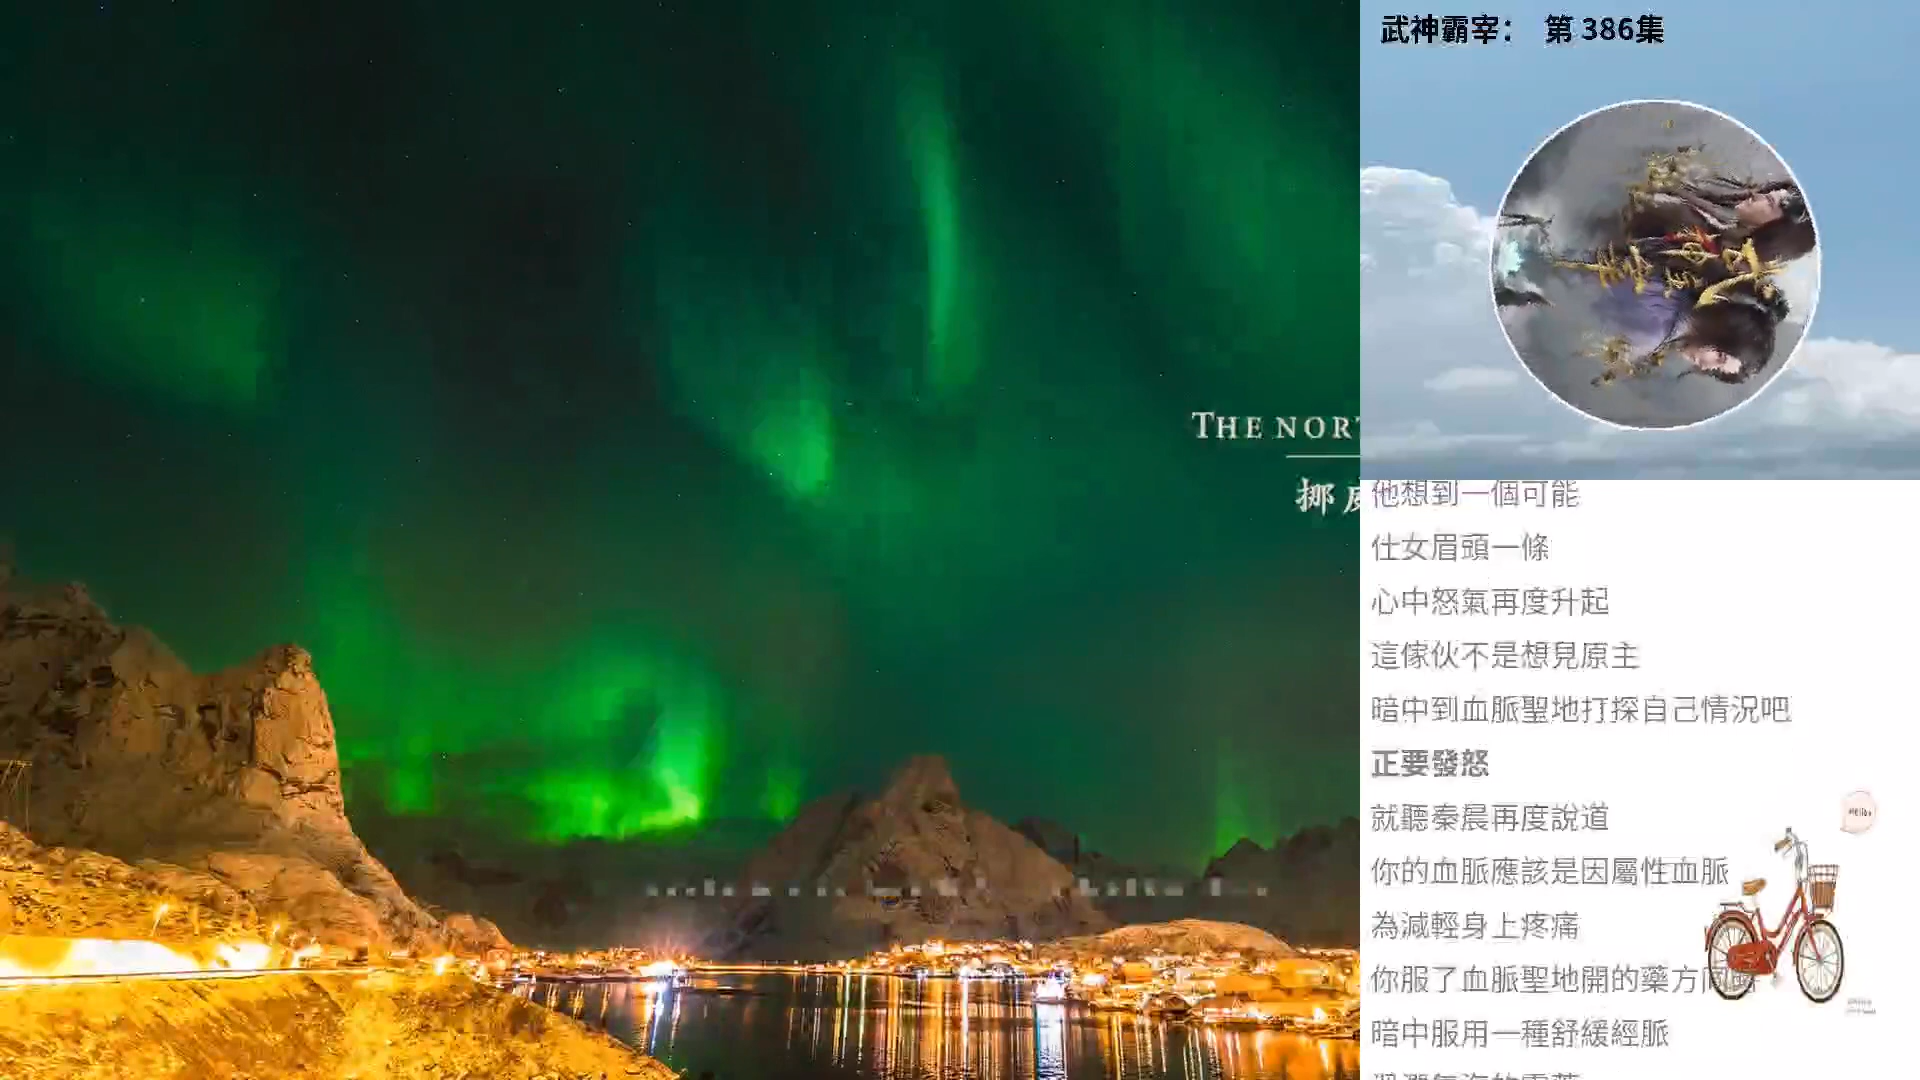 武神霸宰： 第 386集
THE NOR
挪
他想到一個可能
仕女眉頭一條
心中怒氣再度升起
這傢伙不是想見原主
暗中到血脈聖地打探自己情況吧
正要發怒
就聽秦晨再度說道
你的血脈應該是因屬性血脈
為減輕身上疼痛
你服了血脈聖地開的藥方同時
暗中服用一種舒緩經脈
Hello